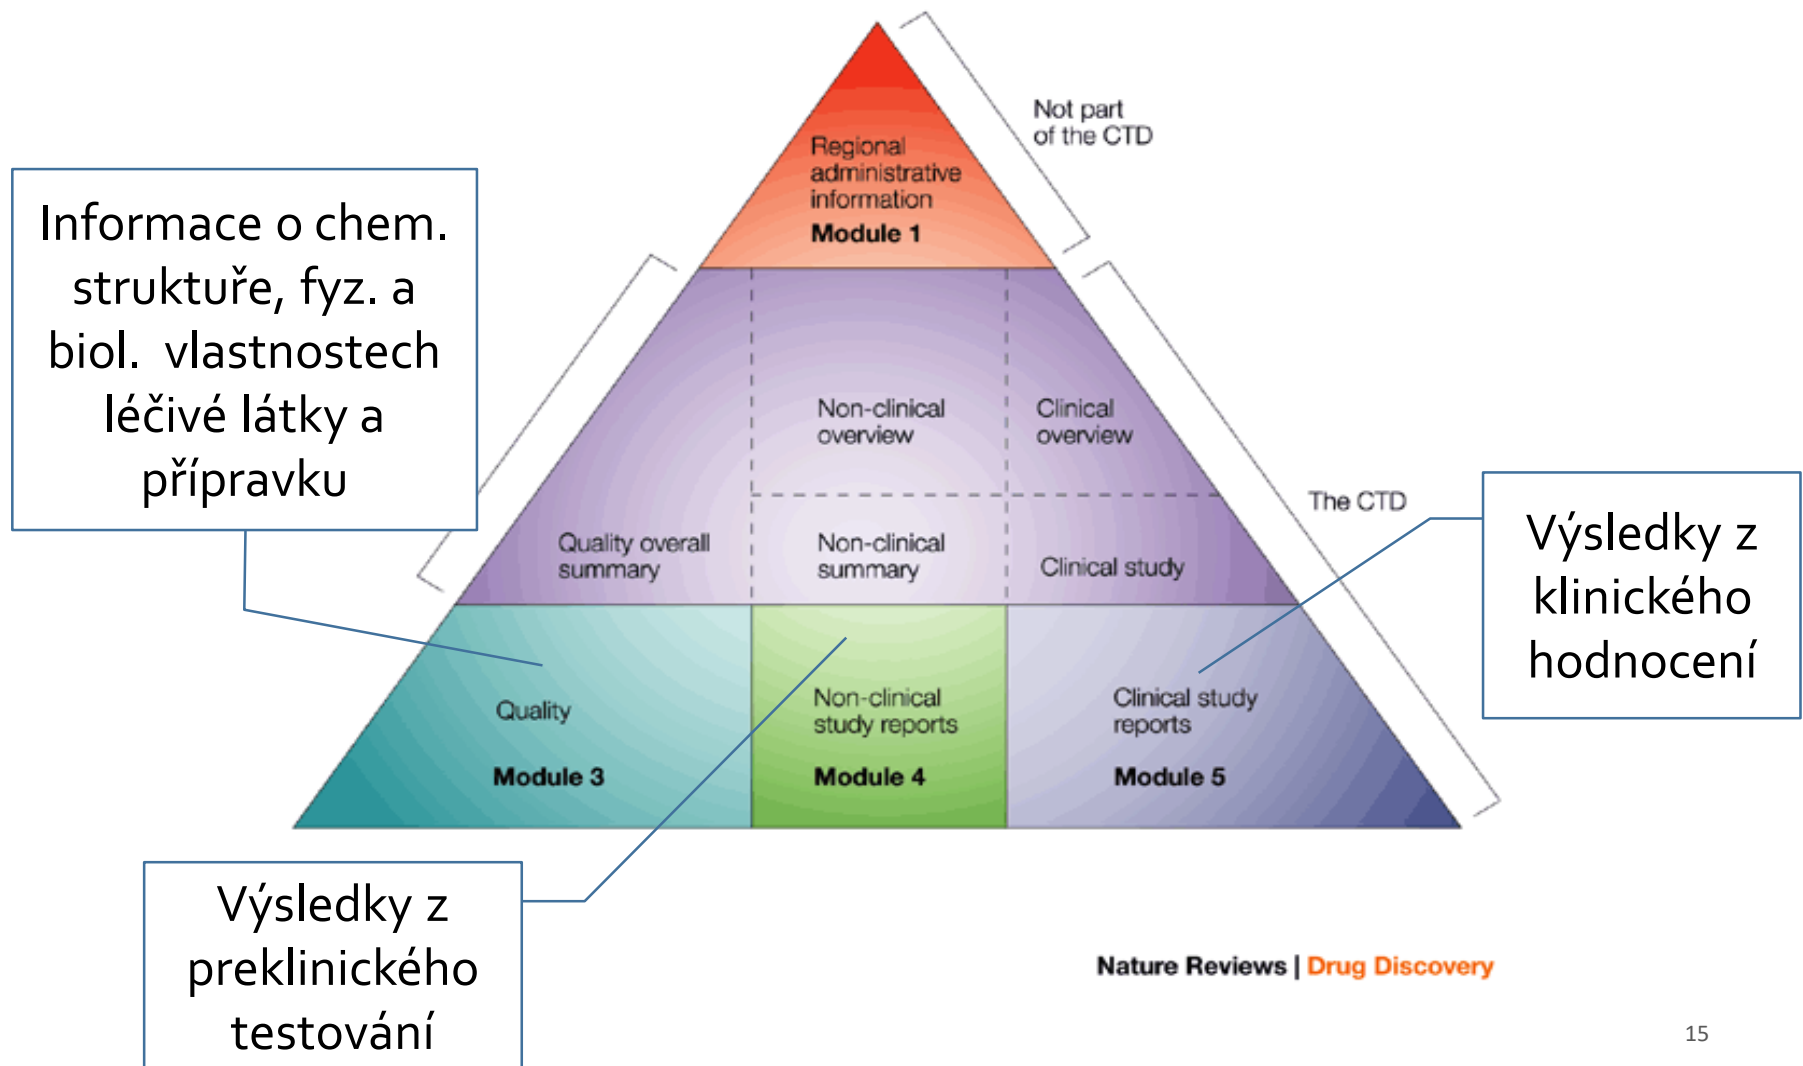 Not part
of the CTD
Regional
administrative
information
Module 1
Informace o chem.
struktuře, fyz. a
biol. vlastnostech
léčivé látky a
přípravku
Non-clinical
overview
Clinical
overview
The CTD
Quality overall
summary
Non-clinical
summary
Clinical study
Výsledky z
klinického
hodnocení
Quality
Module 3
Non-clinical
study reports
Module 4
Clinical study
reports
Module 5
Výsledky z
preklinického
testování
Nature Reviews | Drug Discovery
15